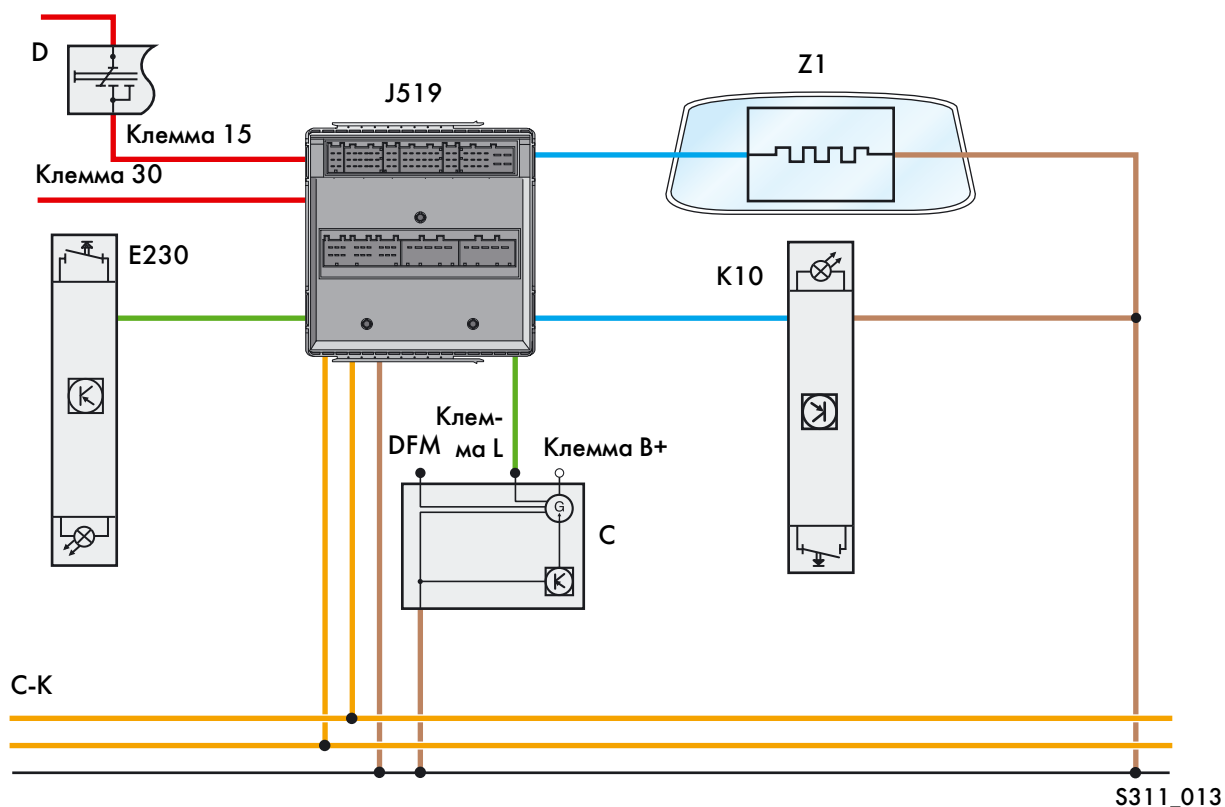 D
Z1
J519
Клемма 15
Клемма 30
E230
K10
Клем-
ма L
DFM
Клемма B+
G
C
C-K
S311_013